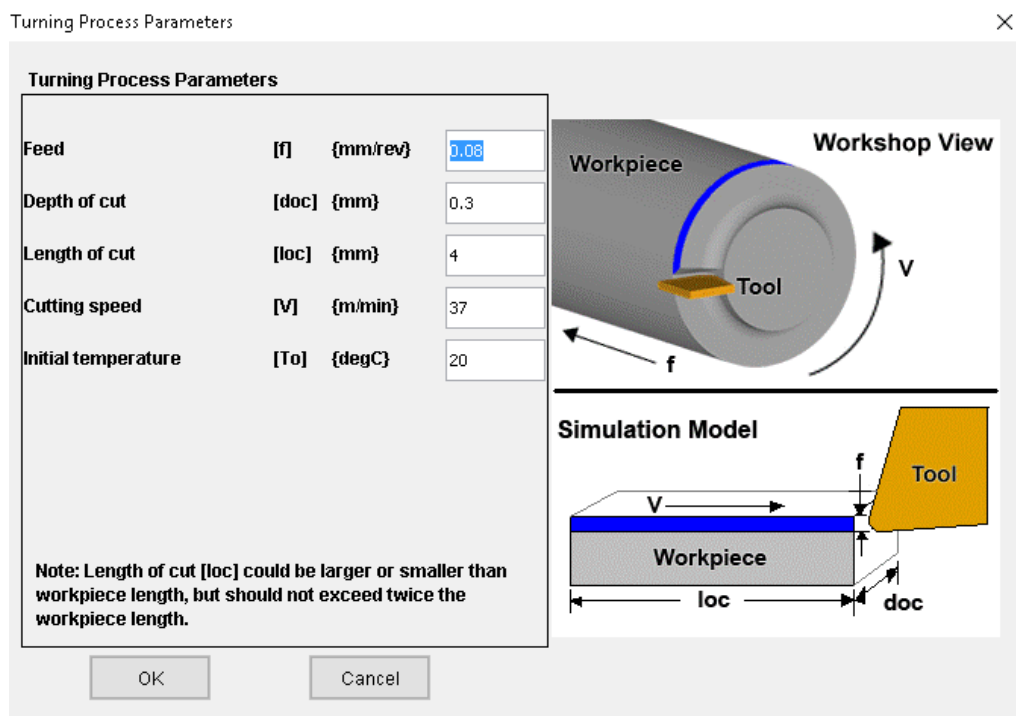 Turning Process Parameters
Turning Process Parameters
Feed [f] {mm/rev} 0.08
Depth of cut [doc] {mm} 0.3
Length of cut [loc] {mm} 4
Cutting speed [V] {m/min} 37
Initial temperature [To] {degC} 20
Note: Length of cut [loc] could be larger or smaller than
workpiece length, but should not exceed twice the
workpiece length.
OK Cancel
Workshop View
Workpiece
V
Tool
f
Simulation Model
f
Tool
V
Workpiece
loc
doc